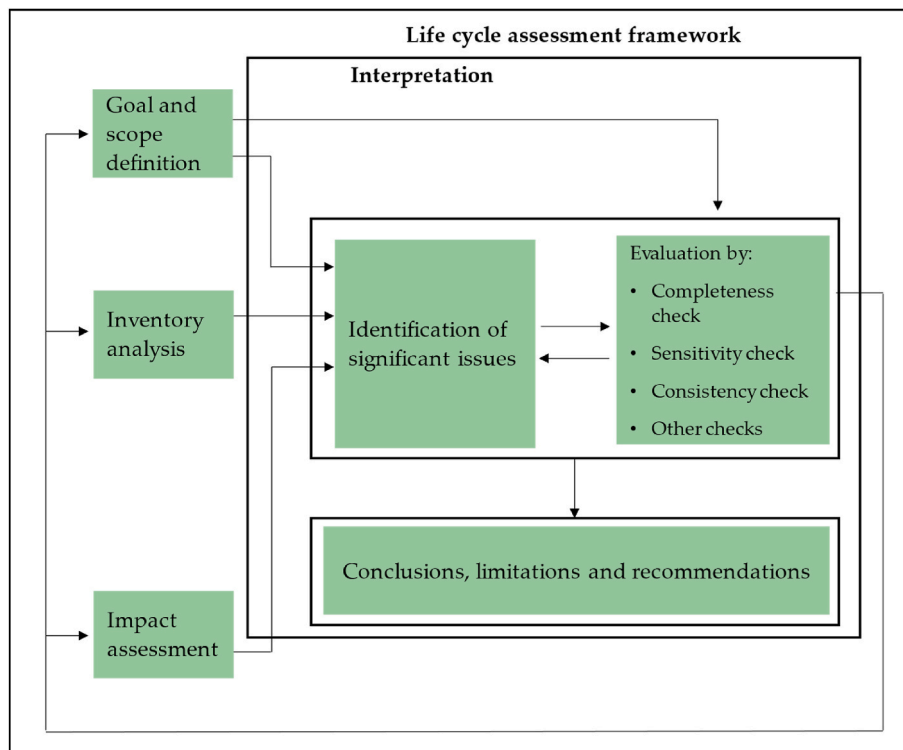 Life cycle assessment framework
Interpretation
Goal and
scope
definition
Inventory
analysis
Impact
assessment
Identification of
significant issues
Evaluation by:
• Completeness
check
• Sensitivity check
• Consistency check
• Other checks
Conclusions, limitations and recommendations